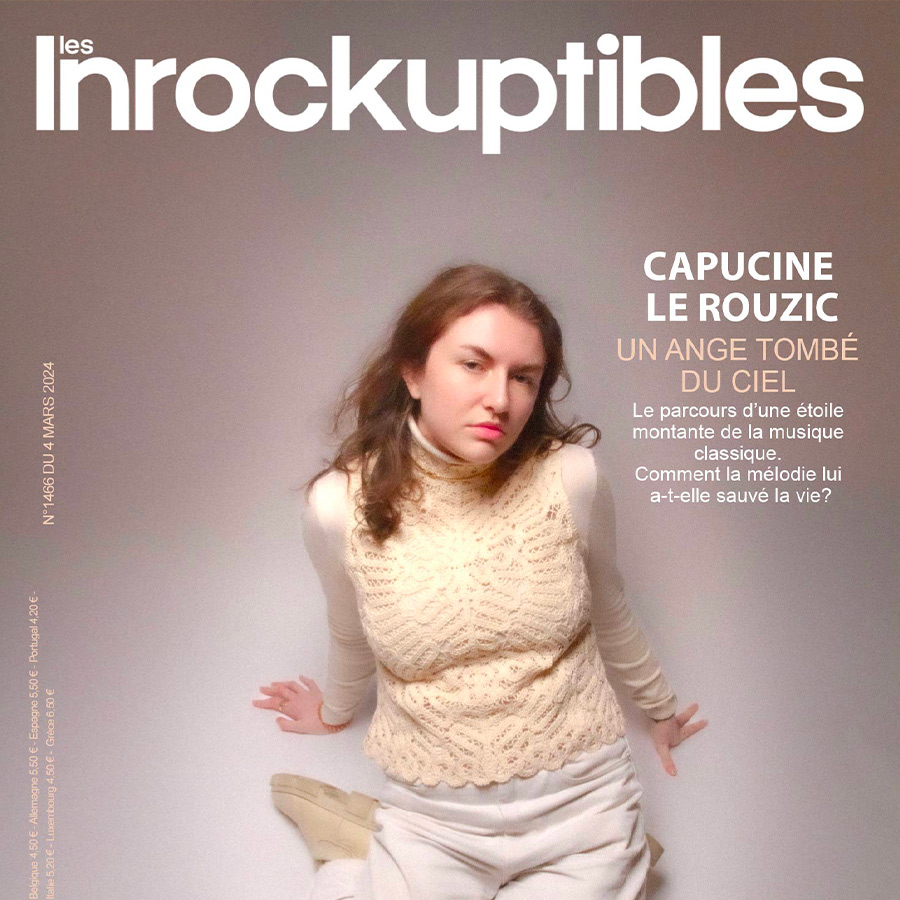 les
Inrockuptibles
CAPUCINE
LE ROUZIC
UN ANGE TOMBÉ
DU CIEL
Le parcours d'une étoile
montante de la musique
classique.
Comment la mélodie lui
a-t-elle sauvé la vie?
N°1466 DU 4 MARS 2024
Belgique 4.50 € - Allemagne 5.50 € - Espagne 5.50 € - Portugal 4.20 € -
Italie 5.20 € - Luxembourg 4.50 € - Grèce 6.50 €